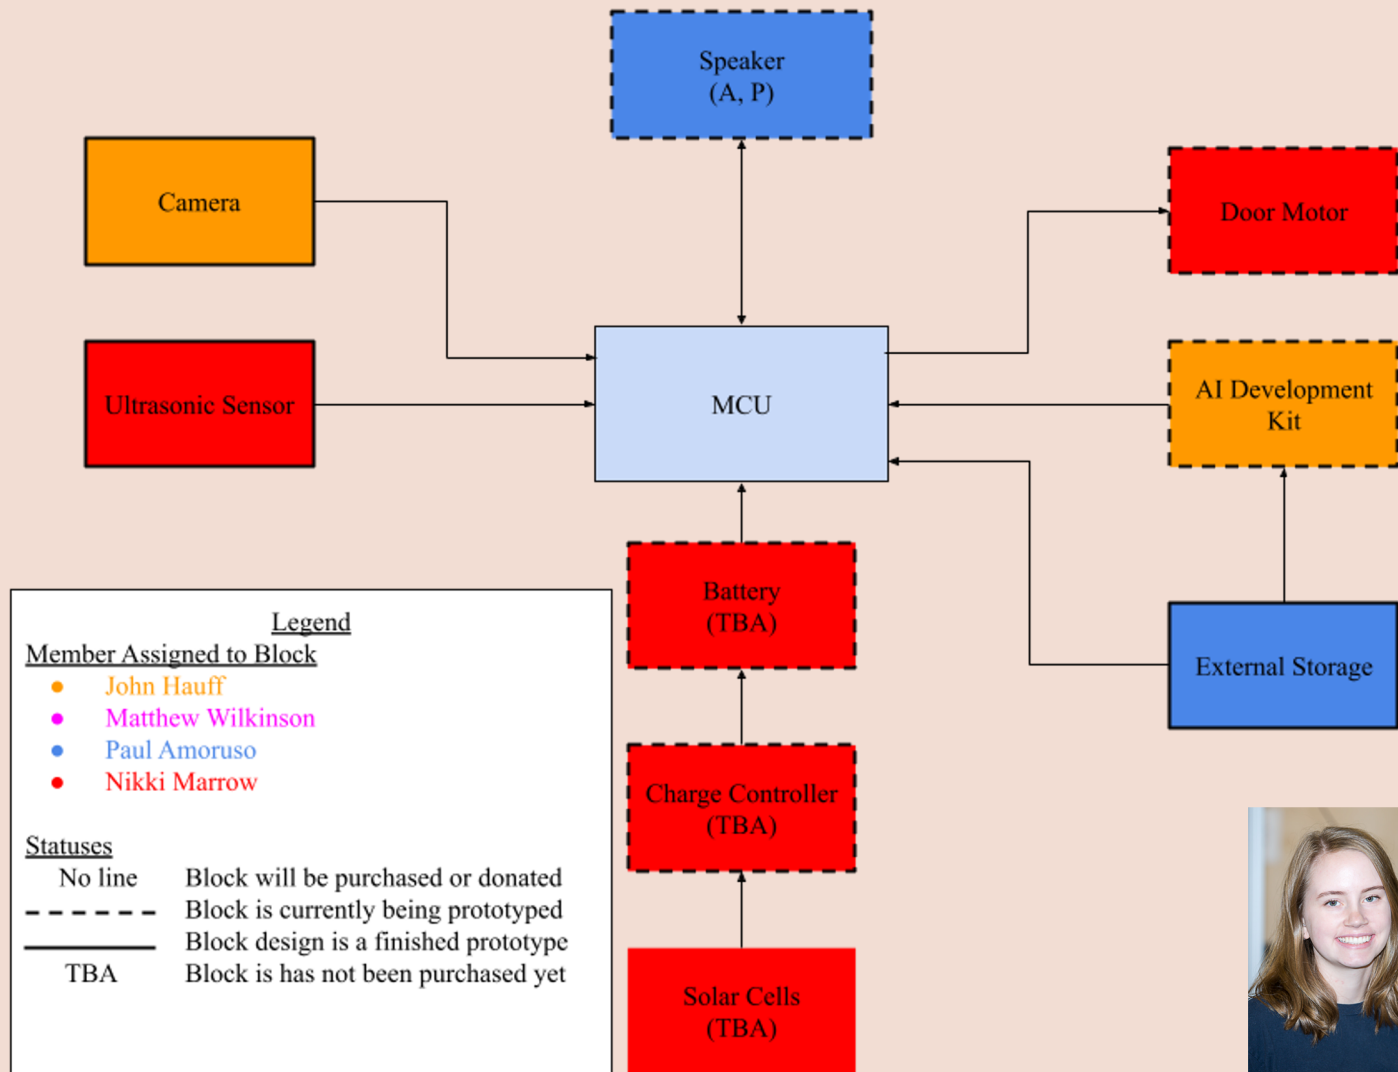 Speaker
(A, P)
Camera
Door Motor
Ultrasonic Sensor
MCU
AI Development
Kit
Battery
(TBA)
External Storage
Charge Controller
(TBA)
Solar Cells
(TBA)
Legend
Member Assigned to Block
● John Hauff
● Matthew Wilkinson
● Paul Amoruso
● Nikki Marrow
Statuses
No line Block will be purchased or donated
Block is currently being prototyped
Block design is a finished prototype
TBA Block is has not been purchased yet